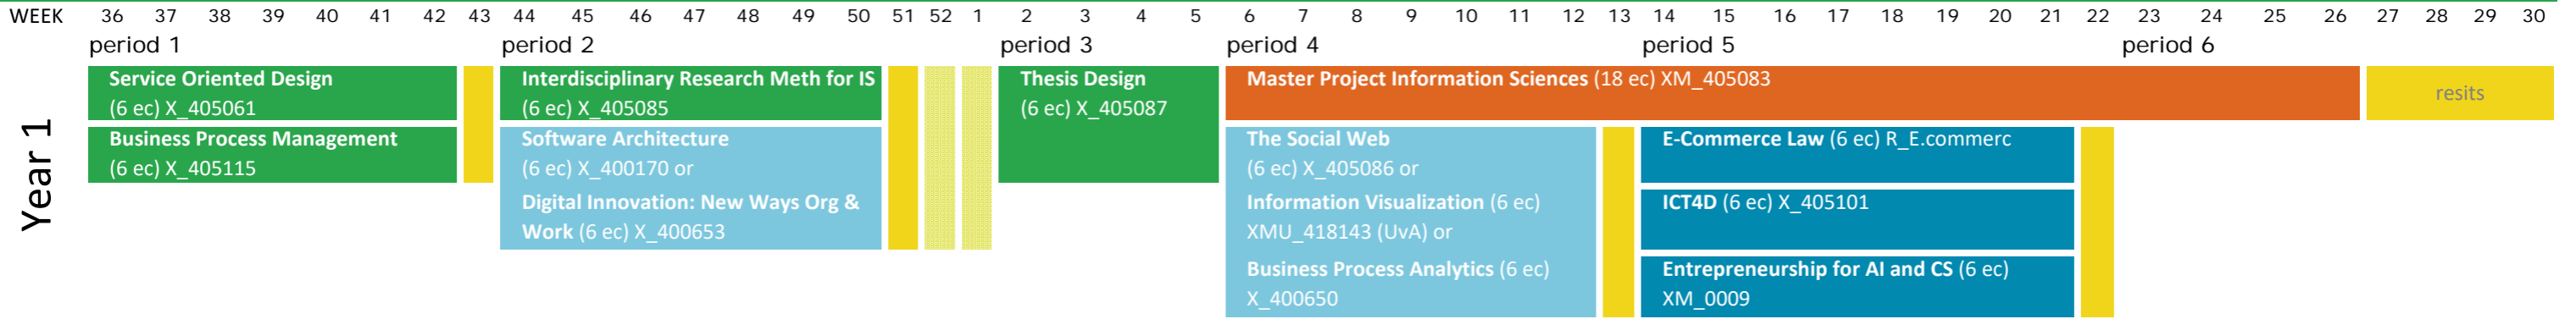 WEEK 36 37 38 39 40 41 42 43 44 45 46 47 48 49 50 51 52 1 2 3 4 5 6 7 8 9 10 11 12 13 14 15 16 17 18 19 20 21 22 23 24 25 26 27 28 29 30
period 1 period 2 period 3 period 4 period 5 period 6
Year 1
Service Oriented Design
(6 ec) X_405061
Business Process Management
(6 ec) X_405115
Interdisciplinary Research Meth for IS
(6 ec) X_405085
Software Architecture
(6 ec) X_400170 or
Digital Innovation: New Ways Org &
Work (6 ec) X_400653
Thesis Design
(6 ec) X_405087
Master Project Information Sciences (18 ec) XM_405083
resits
The Social Web
(6 ec) X_405086 or
Information Visualization (6 ec)
XMU_418143 (UvA) or
Business Process Analytics (6 ec)
X_400650
E-Commerce Law (6 ec) R_E.commerc
ICT4D (6 ec) X_405101
Entrepreneurship for AI and CS (6 ec)
XM_0009